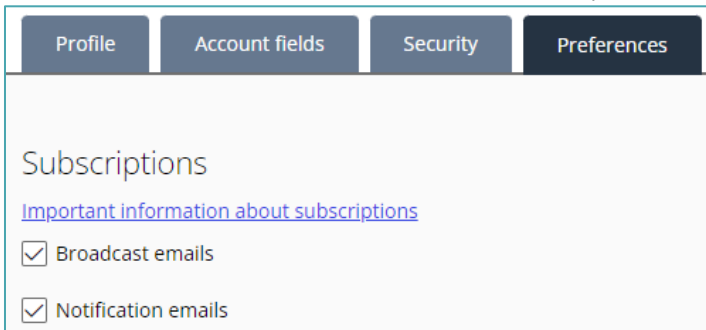 Profile Account fields Security Preferences
Subscriptions
Important information about subscriptions
Broadcast emails
Notification emails